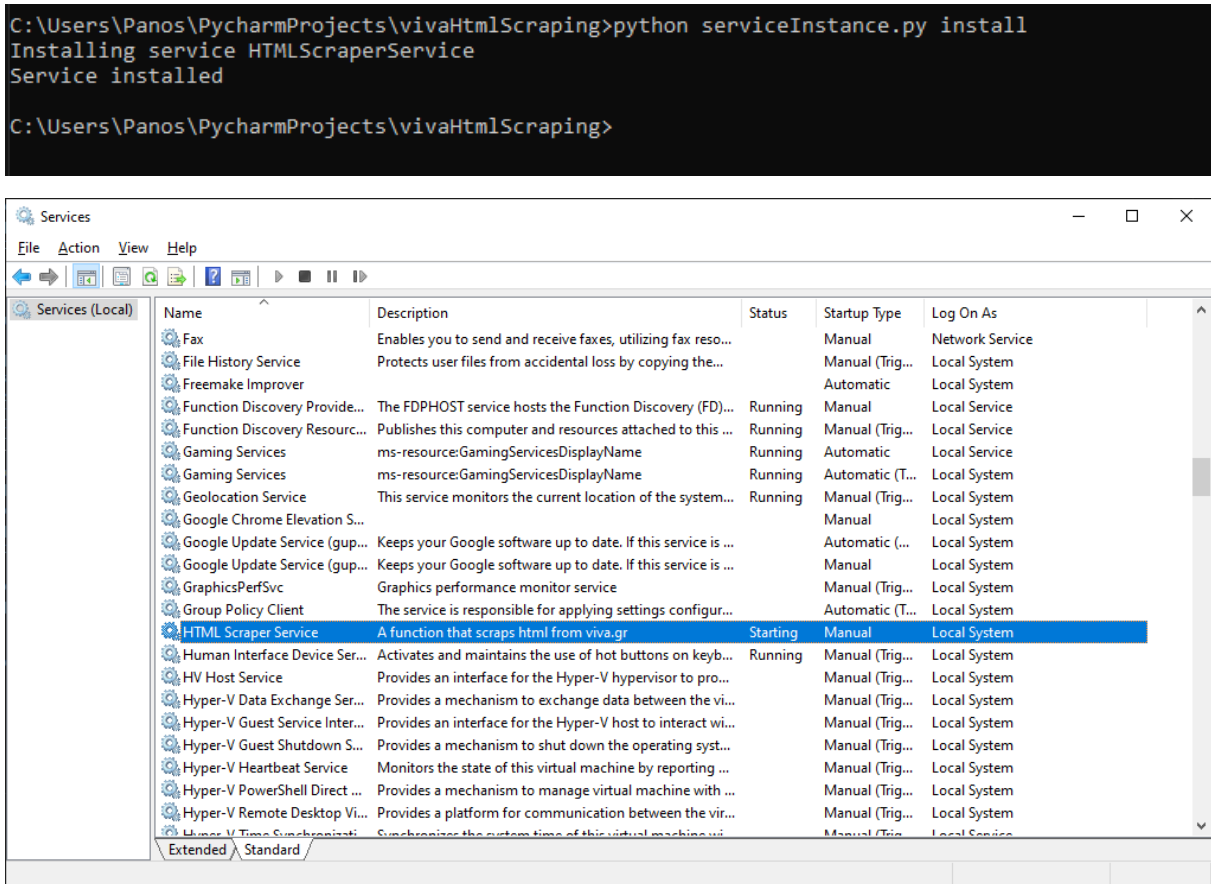 C:\Users\Panos\PycharmProjects\vivaHtmlScraping>python serviceInstance.py install
Installing service HTMLScraperService
Service installed
C:\Users\Panos\PycharmProjects\vivaHtmlScraping>
Services
File Action View Help
Services (Local)
Name Description Status Startup Type Log On As
Fax Enables you to send and receive faxes, utilizing fax reso... Manual Network Service
File History Service Protects user files from accidental loss by copying the... Manual (Trig... Local System
Freemake Improver Automatic Local System
Function Discovery Provide... The FDPHOST service hosts the Function Discovery (FD)... Running Manual Local Service
Function Discovery Resourc... Publishes this computer and resources attached to this ... Running Manual (Trig... Local Service
Gaming Services ms-resource:GamingServicesDisplayName Running Automatic Local Service
Gaming Services ms-resource:GamingServicesDisplayName Running Automatic (T... Local System
Geolocation Service This service monitors the current location of the system... Running Manual (Trig... Local System
Google Chrome Elevation S... Manual Local System
Google Update Service (gup... Keeps your Google software up to date. If this service is ... Automatic (... Local System
Google Update Service (gup... Keeps your Google software up to date. If this service is ... Manual Local System
GraphicsPerfSvc Graphics performance monitor service Manual (Trig... Local System
Group Policy Client The service is responsible for applying settings configur... Automatic (T... Local System
HTML Scraper Service A function that scraps html from viva.gr Starting Manual Local System
Human Interface Device Ser... Activates and maintains the use of hot buttons on keyb... Running Manual (Trig... Local System
HV Host Service Provides an interface for the Hyper-V hypervisor to pro... Manual (Trig... Local System
Hyper-V Data Exchange Ser... Provides a mechanism to exchange data between the vi... Manual (Trig... Local System
Hyper-V Guest Service Inter... Provides an interface for the Hyper-V host to interact wi... Manual (Trig... Local System
Hyper-V Guest Shutdown S... Provides a mechanism to shut down the operating syst... Manual (Trig... Local System
Hyper-V Heartbeat Service Monitors the state of this virtual machine by reporting ... Manual (Trig... Local System
Hyper-V PowerShell Direct ... Provides a mechanism to manage virtual machine with ... Manual (Trig... Local System
Hyper-V Remote Desktop Vi... Provides a platform for communication between the vir... Manual (Trig... Local System
Hyper-V Time Synchronizati... Synchronizes the system time of this virtual machine wi... Manual (Trig... Local Service
Extended Standard